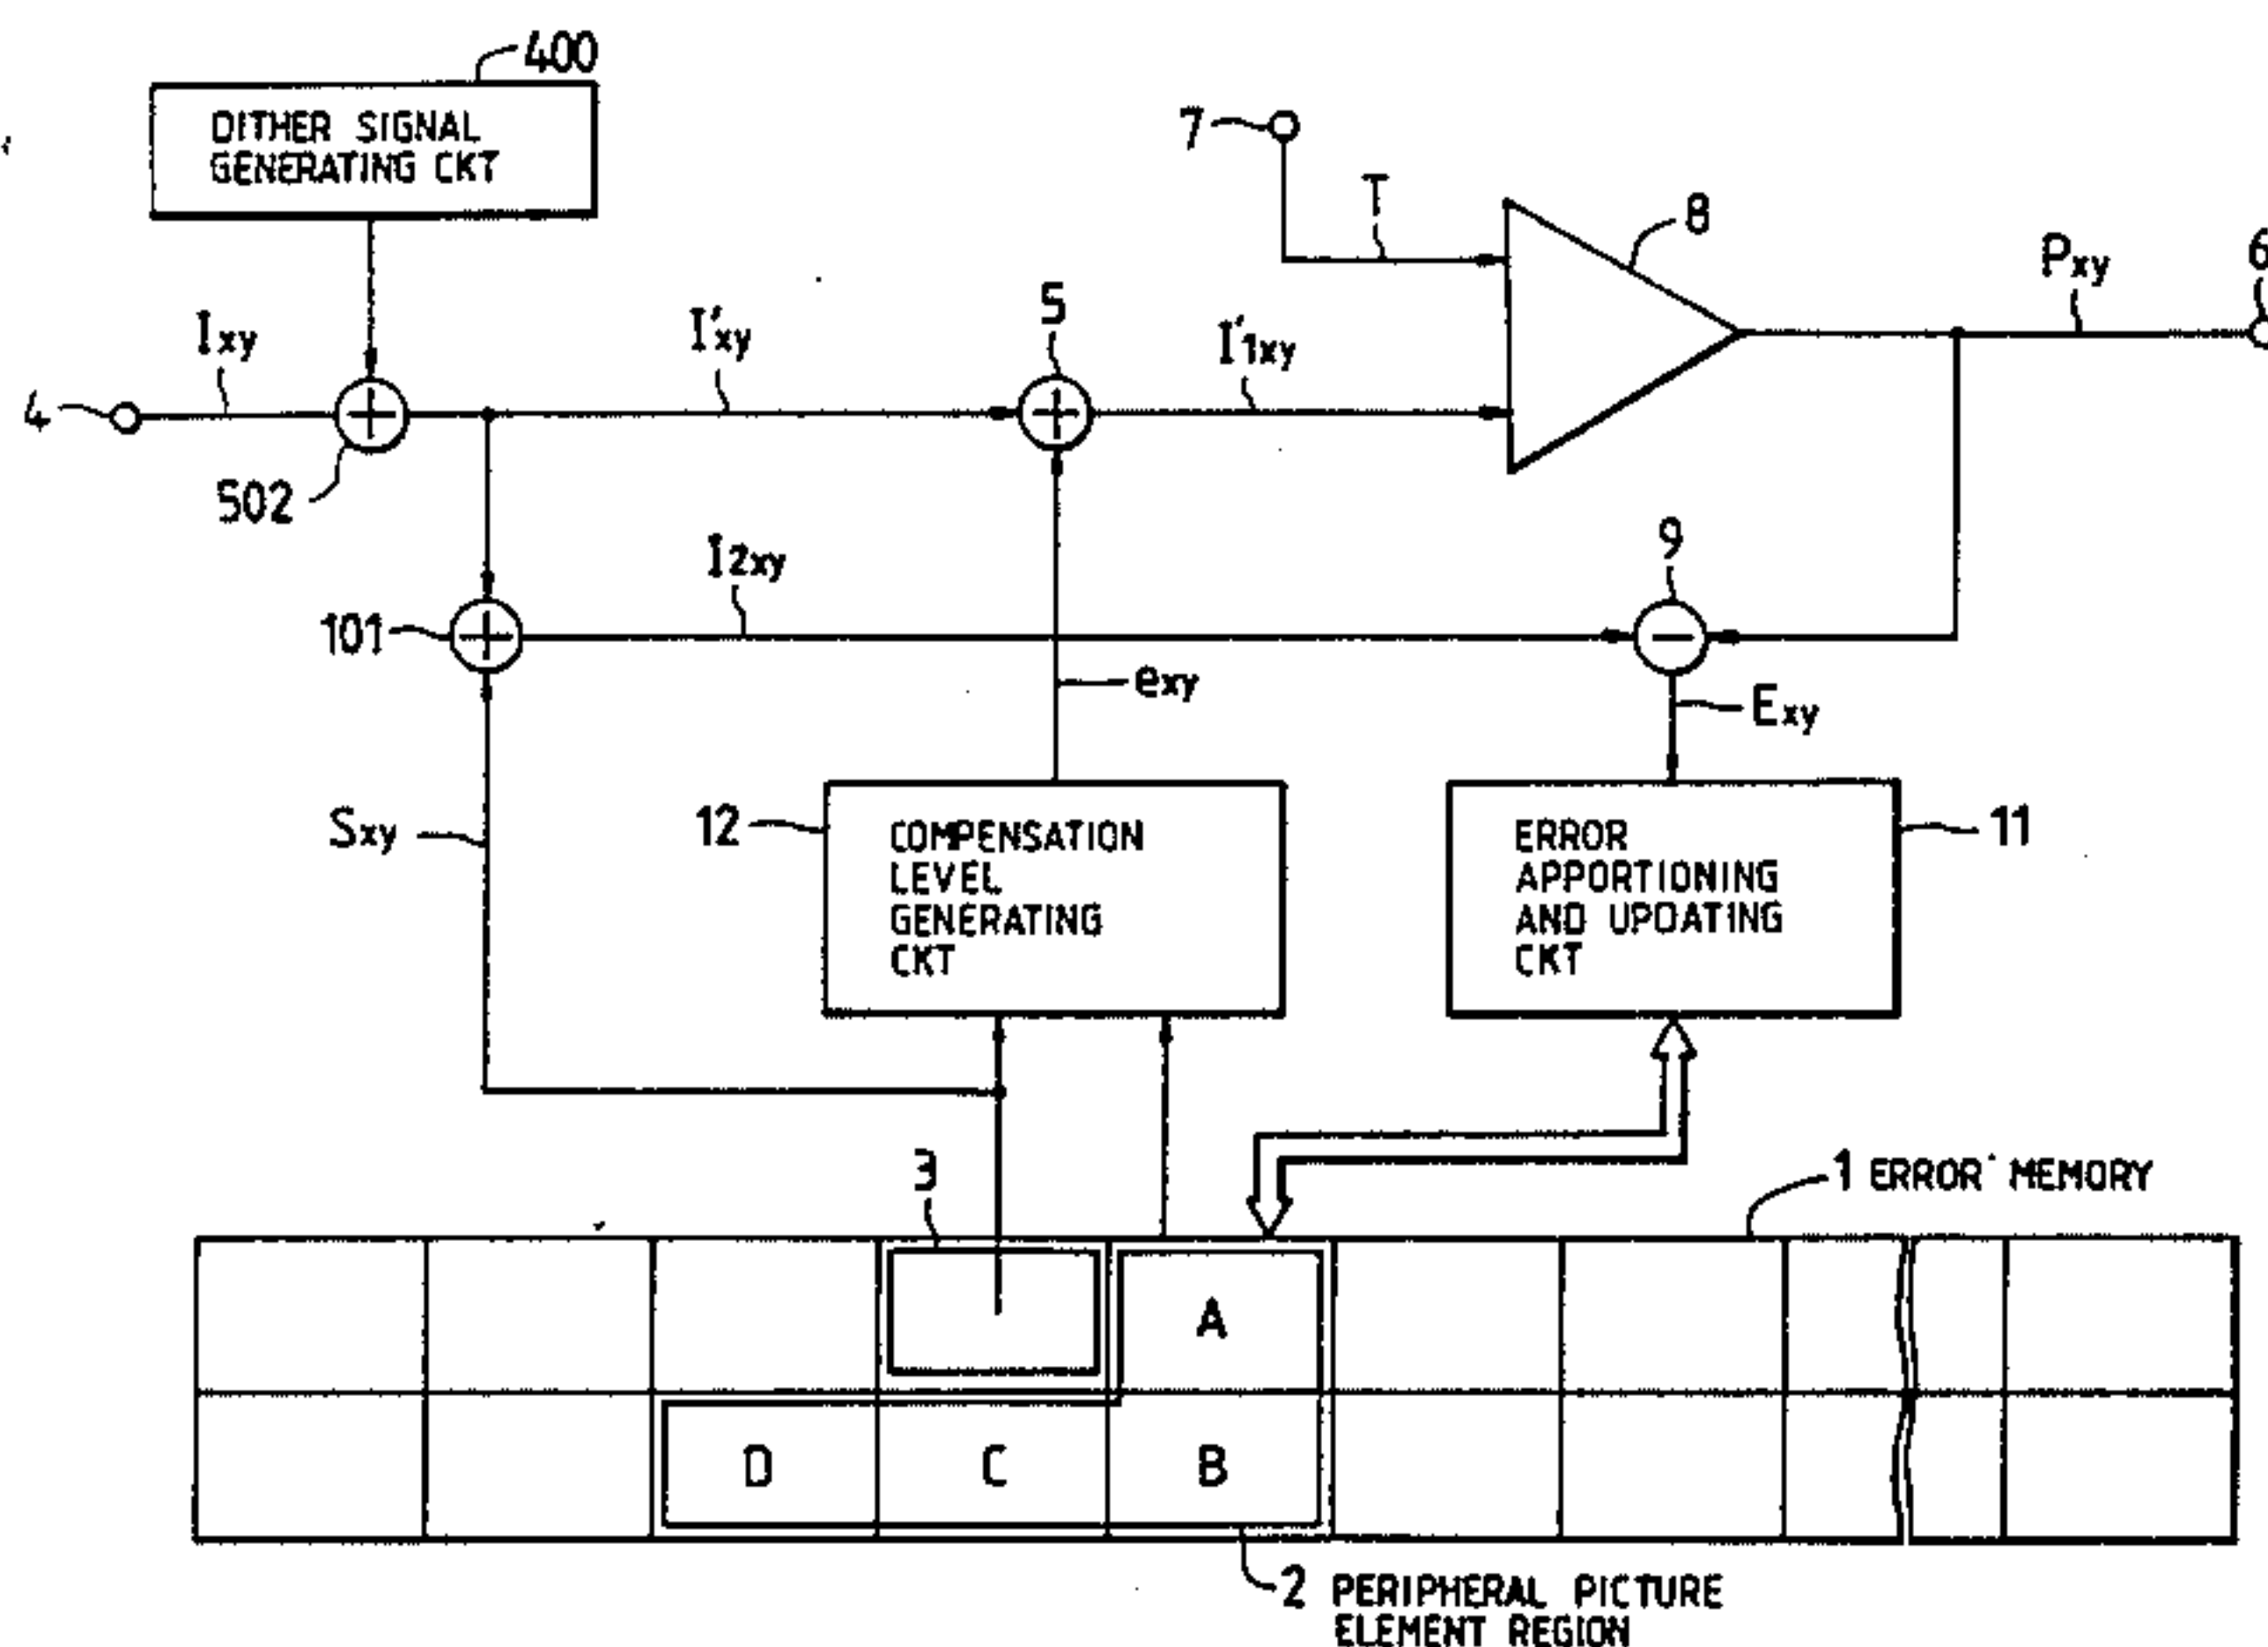 400
DITHER SIGNAL
GENERATING CKT
7
T
8
Pxy
6
Ixy
I'xy
5
I'1xy
4
502
I2xy
9
101
exy
Exy
Sxy
12
COMPENSATION
LEVEL
GENERATING
CKT
ERROR
APPORTIONING
AND UPDATING
CKT
11
3
1 ERROR MEMORY
A
D
C
B
2 PERIPHERAL PICTURE
ELEMENT REGION